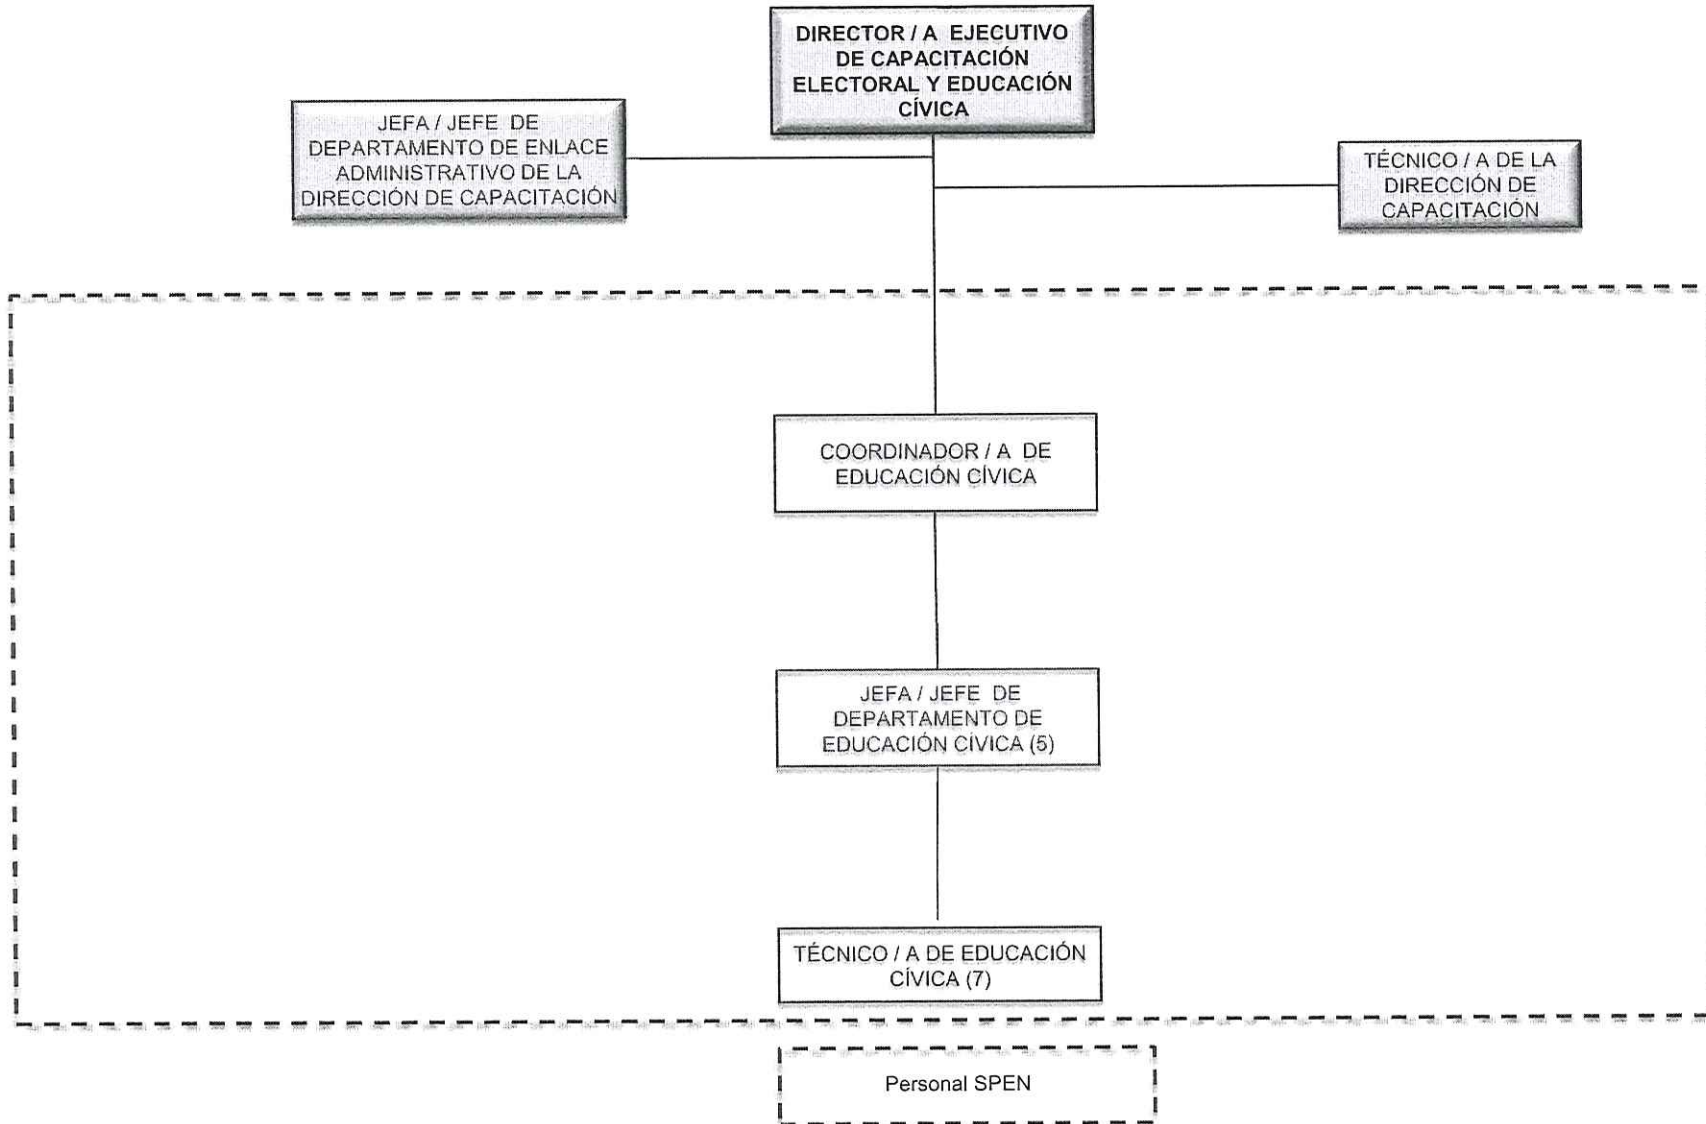 DIRECTOR / A EJECUTIVO
DE CAPACITACIÓN
ELECTORAL Y EDUCACIÓN
CÍVICA
JEFA / JEFE DE
DEPARTAMENTO DE ENLACE
ADMINISTRATIVO DE LA
DIRECCIÓN DE CAPACITACIÓN
TÉCNICO / A DE LA
DIRECCIÓN DE
CAPACITACIÓN
COORDINADOR / A DE
EDUCACIÓN CÍVICA
JEFA / JEFE DE
DEPARTAMENTO DE
EDUCACIÓN CÍVICA (5)
TÉCNICO / A DE EDUCACIÓN
CÍVICA (7)
Personal SPEN